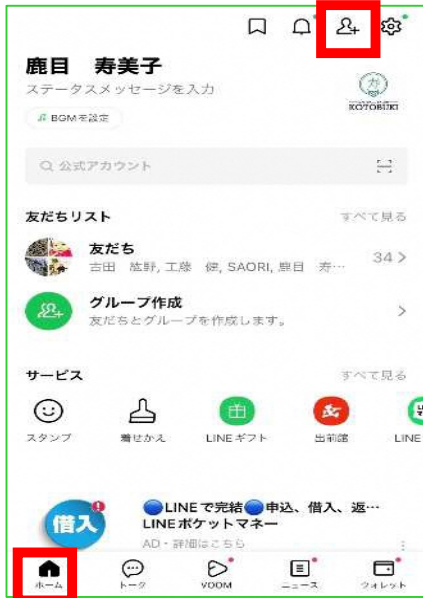 鹿目 寿美子
ステータスメッセージを入力
BGMを設定
KOTOBUKI
公式アカウント
友だちリスト
すべて見る
友だち
古田 紘野, 工藤 健, SAORI, 鹿目 寿…
34
グループ作成
友だちとグループを作成します。
サービス
すべて見る
スタンプ
着せかえ
LINEギフト
出前館
LINE
借入
LINEで完結 申込、借入、返…
LINEポケットマネー
AD・詳細はこちら
ホーム
トーク
VOOM
ニュース
ウォレット